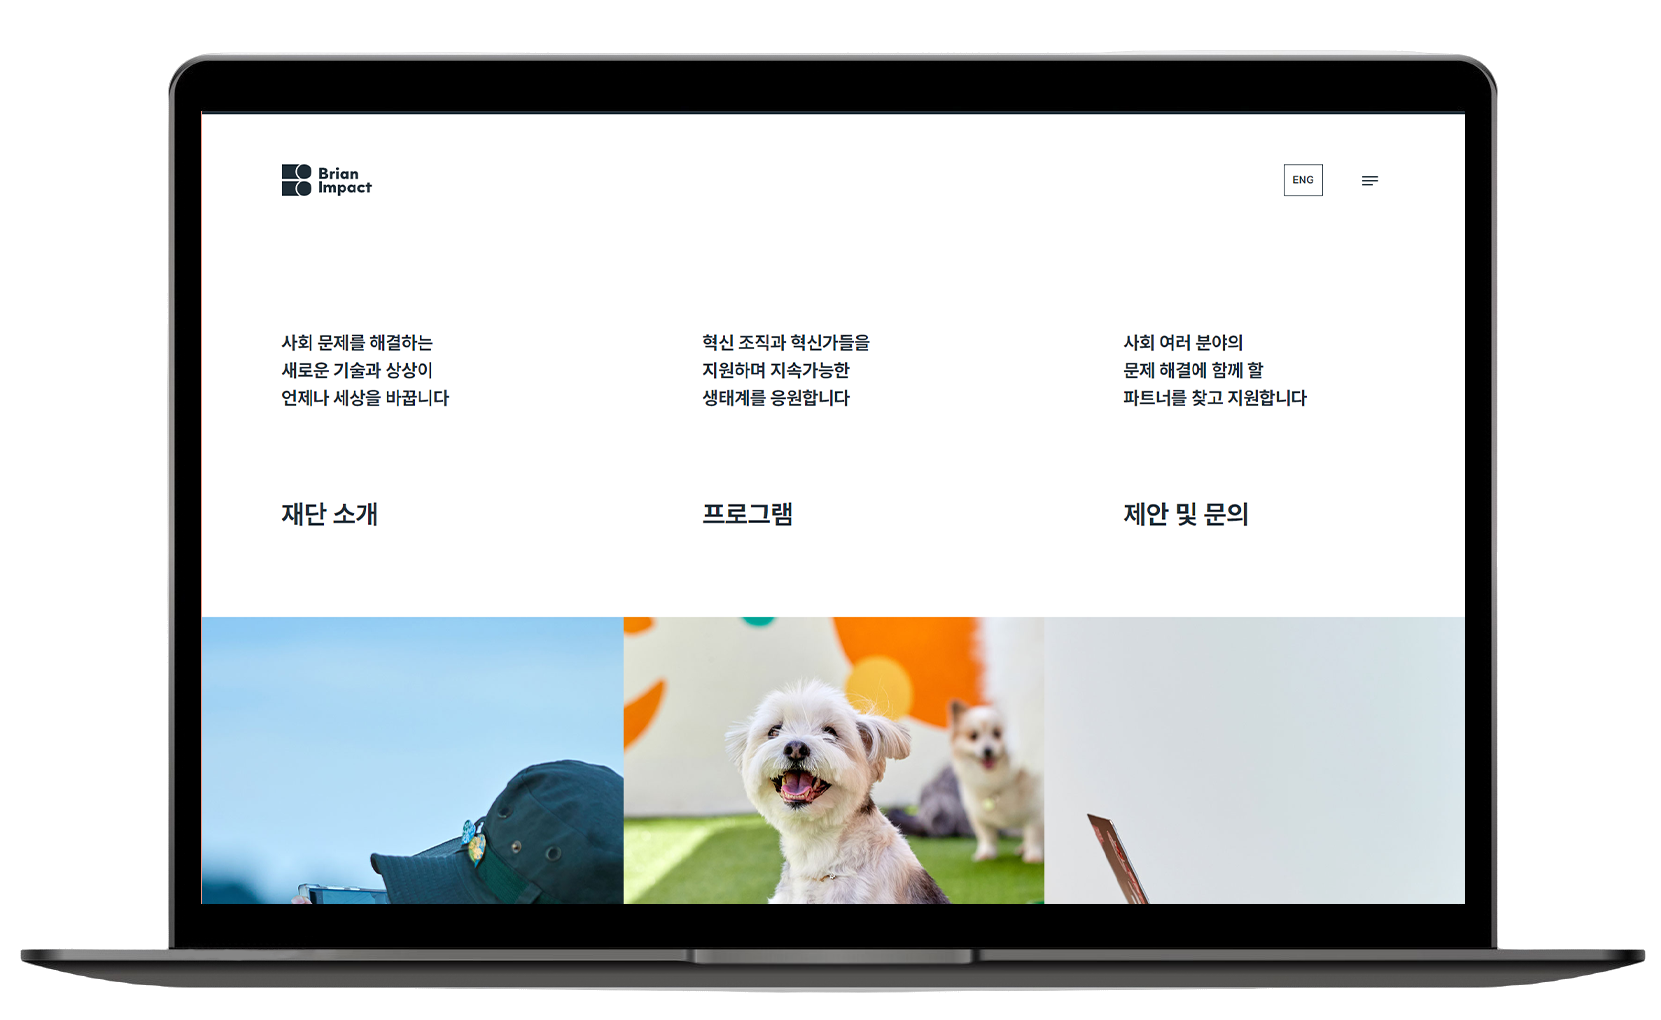 Brian
Impact
ENG
사회 문제를 해결하는
새로운 기술과 상상이
언제나 세상을 바꿉니다
혁신 조직과 혁신가들을
지원하며 지속가능한
생태계를 응원합니다
사회 여러 분야의
문제 해결에 함께 할
파트너를 찾고 지원합니다
재단 소개
프로그램
제안 및 문의